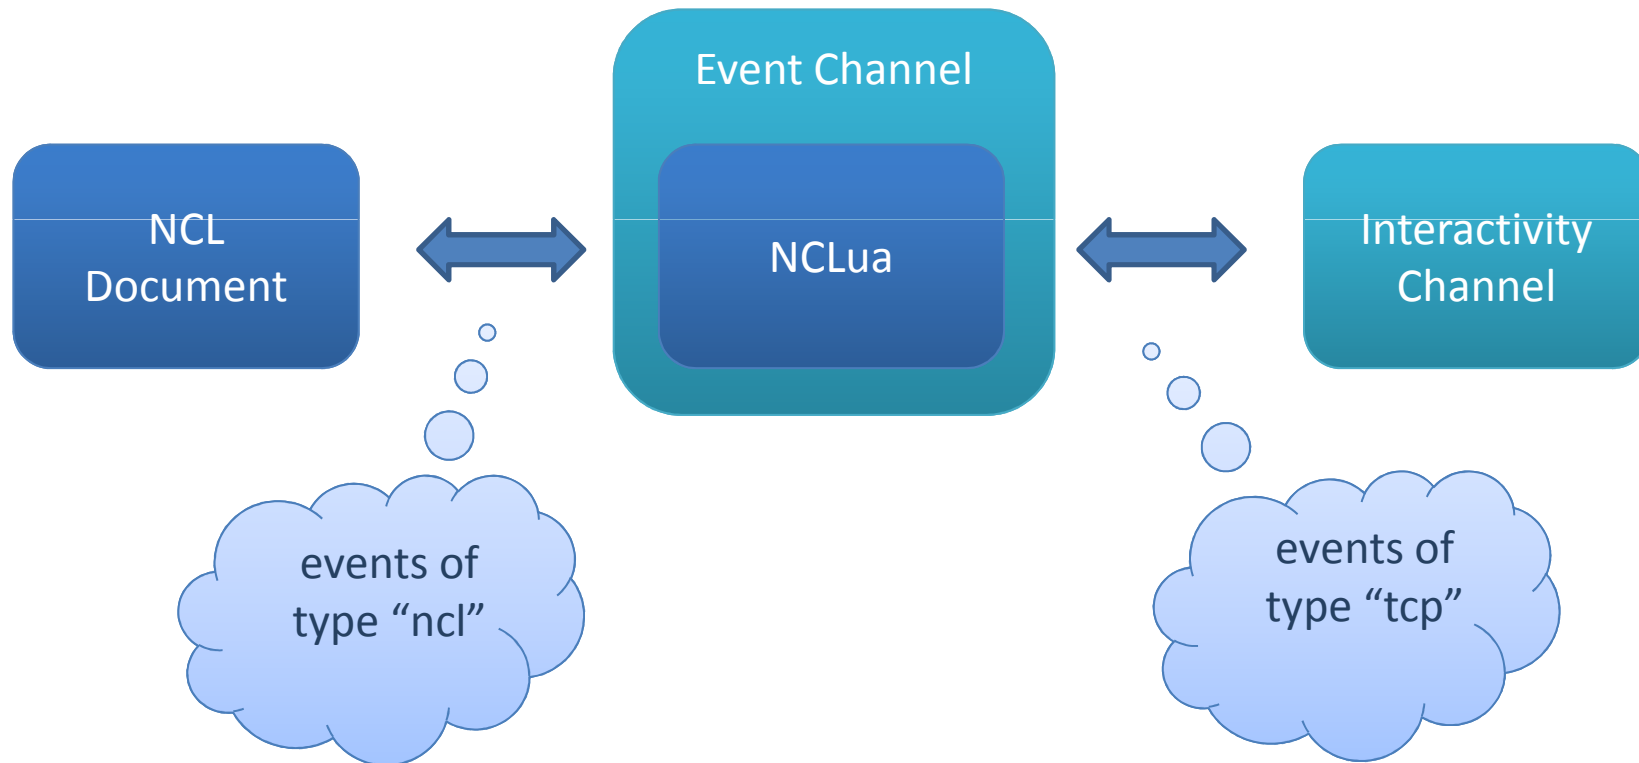 Event Channel
NCL
Document
NCLua
Interactivity
Channel
events of
type “ncl”
events of
type “tcp”